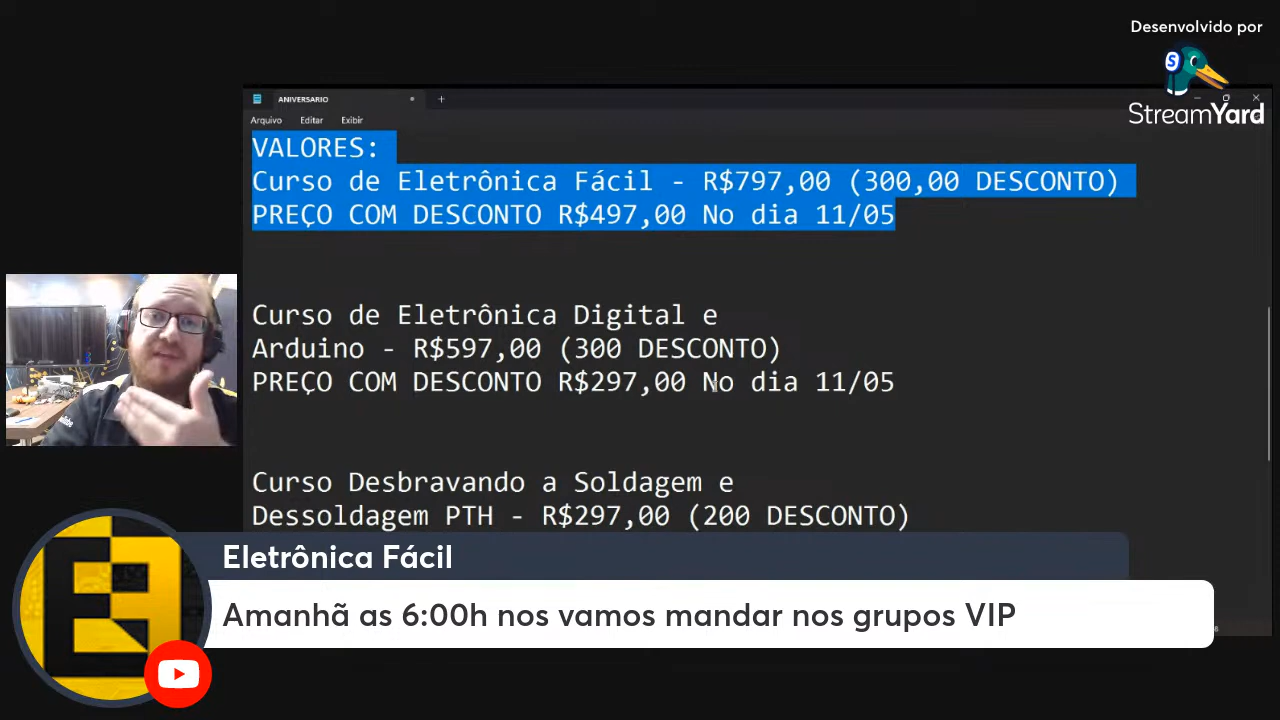 Desenvolvido por
StreamYard
ANIVERSARIO
Arquivo Editar Exibir
VALORES:
Curso de Eletrônica Fácil - R$797,00 (300,00 DESCONTO)
PREÇO COM DESCONTO R$497,00 No dia 11/05
Curso de Eletrônica Digital e
Arduino - R$597,00 (300 DESCONTO)
PREÇO COM DESCONTO R$297,00 No dia 11/05
Curso Desbravando a Soldagem e
Dessoldagem PTH - R$297,00 (200 DESCONTO)
Eletrônica Fácil
Amanhã as 6:00h nos vamos mandar nos grupos VIP